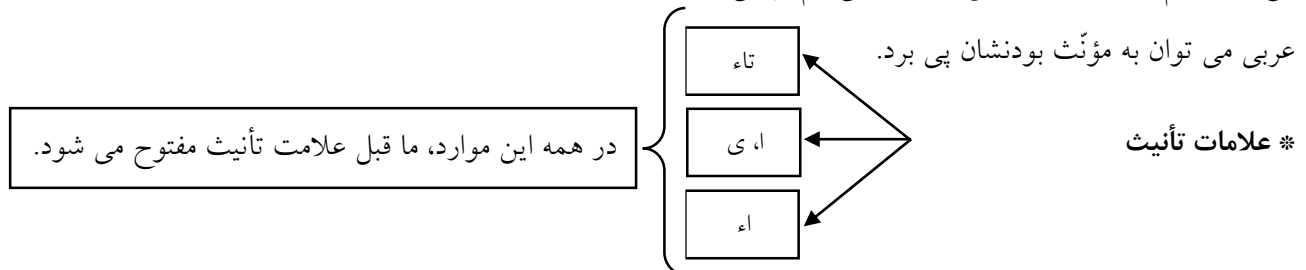 عربی می توان به مؤنّث بودنشان پی برد.
تاء
* علامات تأنیث
ا، ی
در همه این موارد، ما قبل علامت تأنیث مفتوح می شود.
اء